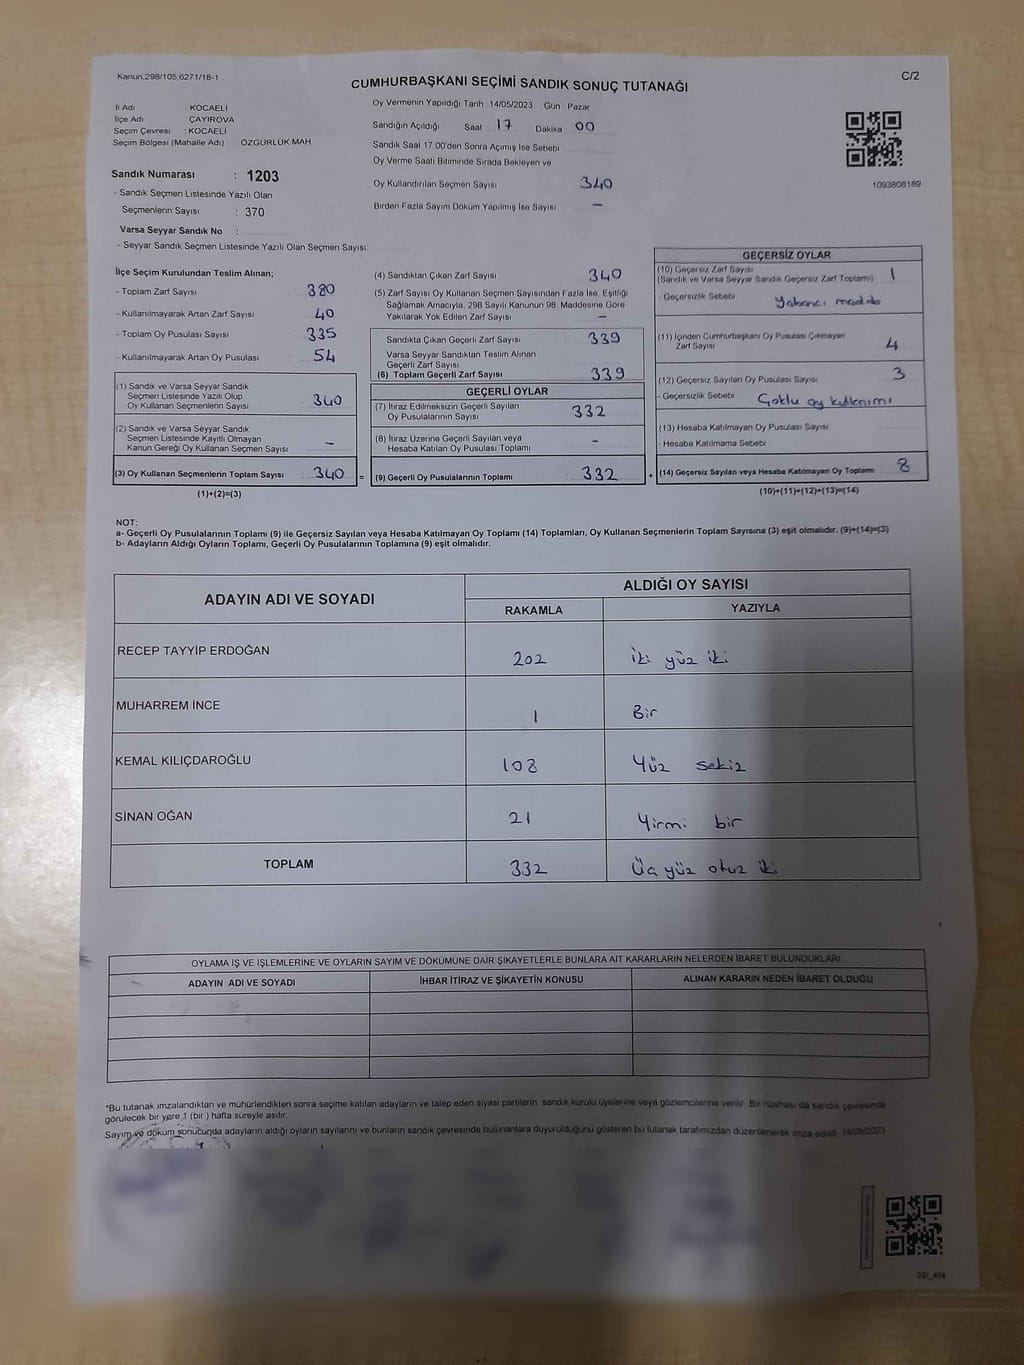 Kanun.298/105,6271/18-1
C/2
CUMHURBAŞKANI SEÇİMİ SANDIK SONUÇ TUTANAĞI
İl Adı KOCAELİ
İlçe Adı ÇAYIROVA
Seçim Çevresi : KOCAELİ
Seçim Bölgesi (Mahalle Adı) ÖZGÜRLÜK MAH
Sandık Numarası : 1203
- Sandık Seçmen Listesinde Yazılı Olan
Seçmenlerin Sayısı : 370
Varsa Seyyar Sandık No :
- Seyyar Sandık Seçmen Listesinde Yazılı Olan Seçmen Sayısı:
Oy Vermenin Yapıldığı Tarih :14/05/2023 Gün Pazar
Sandığın Açıldığı Saat 17 Dakika 00
Sandık Saat 17.00'den Sonra Açımış İse Sebebi
Oy Verme Saati Bitiminde Sırada Bekleyen ve
Oy Kullandırılan Seçmen Sayısı 340
Birden Fazla Sayım Döküm Yapılmış İse Sayısı –
1093808189
İlçe Seçim Kurulundan Teslim Alınan;
- Toplam Zarf Sayısı 380
- Kullanılmayarak Artan Zarf Sayısı 40
- Toplam Oy Pusulası Sayısı 335
- Kullanılmayarak Artan Oy Pusulası 54
(1) Sandık ve Varsa Seyyar Sandık
Seçmen Listesinde Yazılı Olup
Oy Kullanan Seçmenlerin Sayısı 340
(2) Sandık ve Varsa Seyyar Sandık
Seçmen Listesinde Kayıtlı Olmayan
Kanun Gereği Oy Kullanan Seçmen Sayısı –
(3) Oy Kullanan Seçmenlerin Toplam Sayısı 340 =
(1)+(2)=(3)
(4) Sandıktan Çıkan Zarf Sayısı 340
(5) Zarf Sayısı Oy Kullanan Seçmen Sayısından Fazla İse, Eşitliği
Sağlamak Amacıyla, 298 Sayılı Kanunun 98. Maddesine Göre
Yakılarak Yok Edilen Zarf Sayısı –
Sandıkta Çıkan Geçerli Zarf Sayısı 339
Varsa Seyyar Sandıktan Teslim Alınan
Geçerli Zarf Sayısı
(6) Toplam Geçerli Zarf Sayısı 339
GEÇERLİ OYLAR
(7) İtiraz Edilmeksizin Geçerli Sayılan
Oy Pusulalarının Sayısı 332
(8) İtiraz Üzerine Geçerli Sayılan veya
Hesaba Katılan Oy Pusulası Toplamı –
(9) Geçerli Oy Pusulalarının Toplamı 332 +
GEÇERSİZ OYLAR
(10) Geçersiz Zarf Sayısı
(Sandık ve Varsa Seyyar Sandık Geçersiz Zarf Toplamı) 1
- Geçersizlik Sebebi Yabancı madde
(11) İçinden Cumhurbaşkanı Oy Pusulası Çıkmayan
Zarf Sayısı 4
(12) Geçersiz Sayılan Oy Pusulası Sayısı 3
- Geçersizlik Sebebi Çoklu oy kullanımı
(13) Hesaba Katılmayan Oy Pusulası Sayısı
- Hesaba Katılmama Sebebi
(14) Geçersiz Sayılan veya Hesaba Katılmayan Oy Toplamı 8
(10)+(11)+(12)+(13)=(14)
NOT:
a- Geçerli Oy Pusulalarının Toplamı (9) ile Geçersiz Sayılan veya Hesaba Katılmayan Oy Toplamı (14) Toplamları, Oy Kullanan Seçmenlerin Toplam Sayısına (3) eşit olmalıdır. (9)+(14)=(3)
b- Adayların Aldığı Oyların Toplamı, Geçerli Oy Pusulalarının Toplamına (9) eşit olmalıdır.
ADAYIN ADI VE SOYADI
ALDIĞI OY SAYISI
RAKAMLA YAZIYLA
RECEP TAYYİP ERDOĞAN 202 iki yüz iki
MUHARREM İNCE 1 Bir
KEMAL KILIÇDAROĞLU 108 Yüz sekiz
SİNAN OĞAN 21 Yirmi bir
TOPLAM 332 Üç yüz otuz iki
OYLAMA İŞ VE İŞLEMLERİNE VE OYLARIN SAYIM VE DÖKÜMÜNE DAİR ŞİKAYETLERLE BUNLARA AİT KARARLARIN NELERDEN İBARET BULUNDUKLARI
ADAYIN ADI VE SOYADI İHBAR İTİRAZ VE ŞİKAYETİN KONUSU ALINAN KARARIN NEDEN İBARET OLDUĞU
*Bu tutanak imzalandıktan ve mühürlendikten sonra seçime katılan adayların ve talep eden siyasi partilerin sandık kurulu üyelerine veya gözlemcilerine verilir. Bir nüshası da sandık çevresinde
görülecek bir yere 1 (bir ) hafta süreyle asılır.
Sayım ve döküm sonucunda adayların aldığı oyların sayılarını ve bunların sandık çevresinde bulunanlara duyurulduğunu gösteren bu tutanak tarafımızdan düzenlenerek imza edildi. 14/05/2023